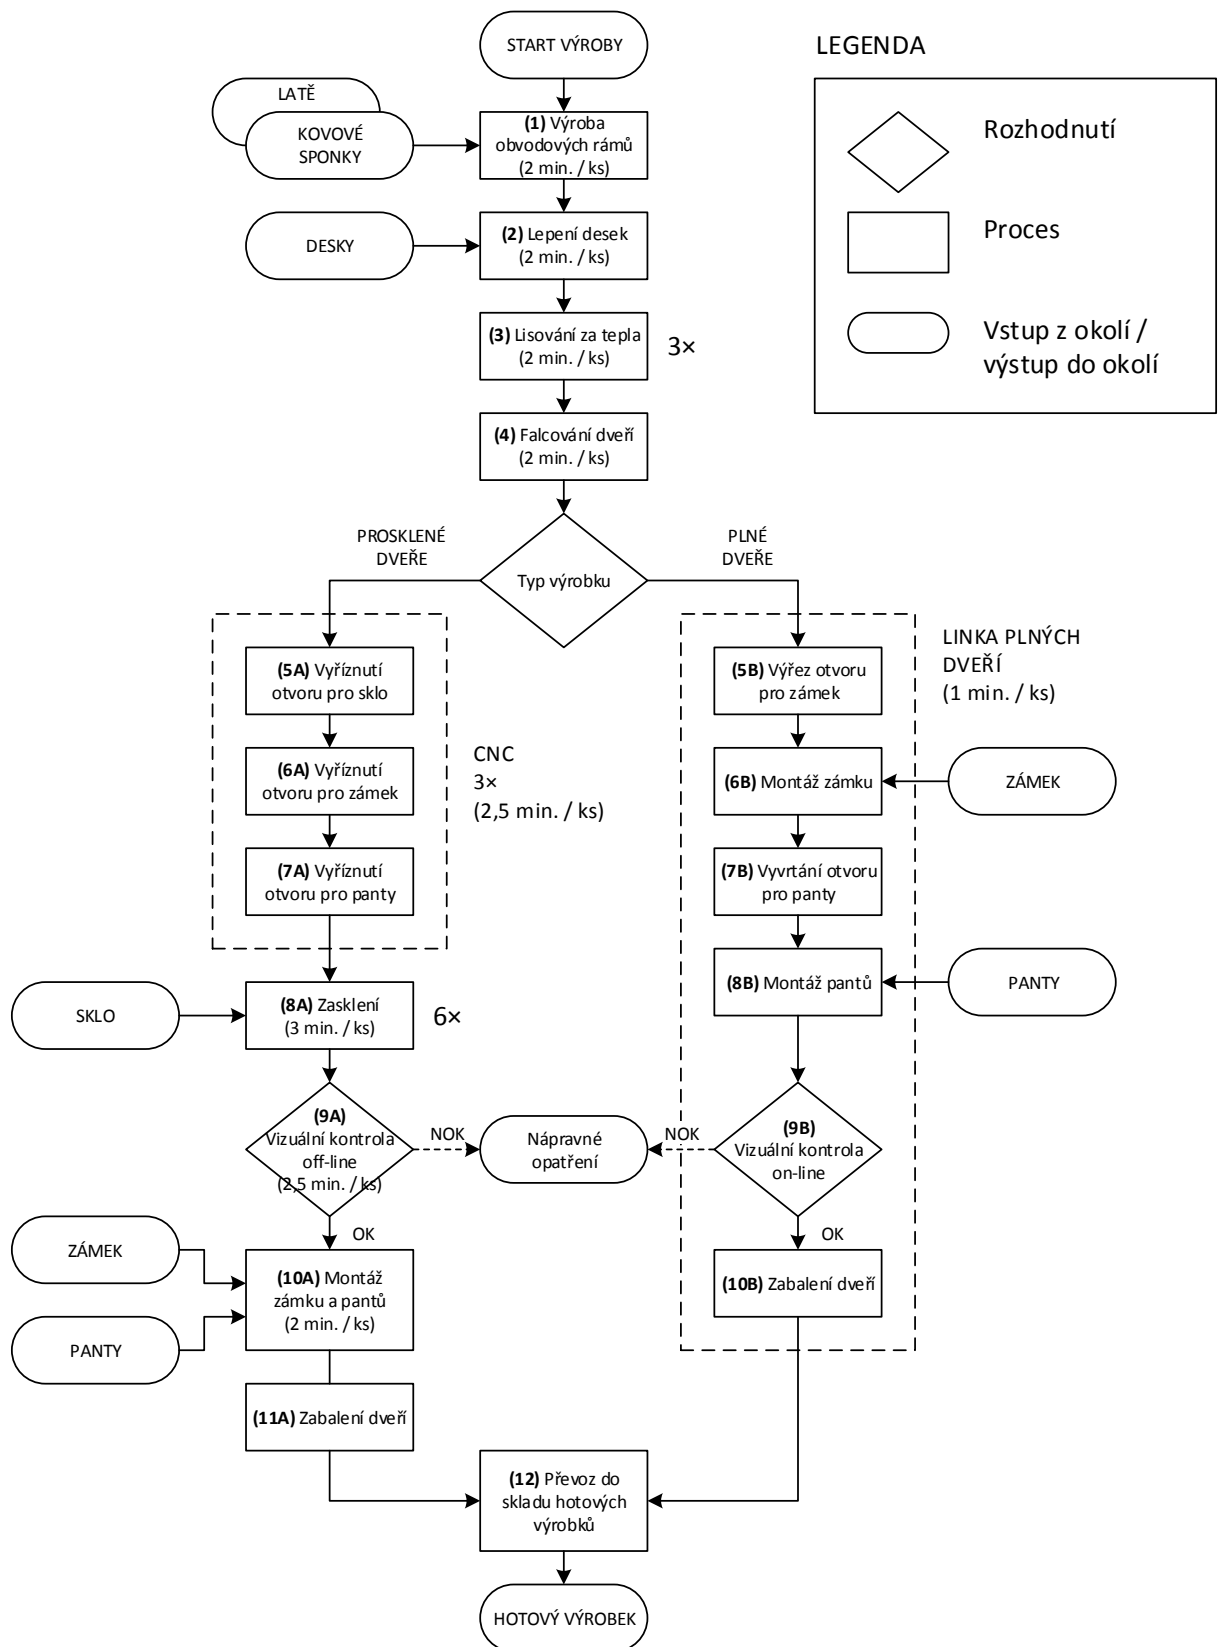 START VÝROBY
LEGENDA
LATĚ
KOVOVÉ
SPONKY
(1) Výroba
obvodových rámů
(2 min. / ks)
Rozhodnutí
Proces
Vstup z okolí /
výstup do okolí
DESKY
(2) Lepení desek
(2 min. / ks)
(3) Lisování za tepla
(2 min. / ks)
3×
(4) Falcování dveří
(2 min. / ks)
PROSKLENÉ
DVEŘE
PLNÉ
DVEŘE
Typ výrobku
(5A) Vyříznutí
otvoru pro sklo
(6A) Vyříznutí
otvoru pro zámek
(7A) Vyříznutí
otvoru pro panty
CNC
3×
(2,5 min. / ks)
LINKA PLNÝCH
DVEŘÍ
(1 min. / ks)
(5B) Výřez otvoru
pro zámek
(6B) Montáž zámku
ZÁMEK
(7B) Vyvrtání otvoru
pro panty
(8B) Montáž pantů
PANTY
SKLO
(8A) Zasklení
(3 min. / ks)
6×
(9A)
Vizuální kontrola
off-line
(2,5 min. / ks)
NOK
Nápravné
opatření
NOK
(9B)
Vizuální kontrola
on-line
OK
OK
ZÁMEK
PANTY
(10A) Montáž
zámku a pantů
(2 min. / ks)
(10B) Zabalení dveří
(11A) Zabalení dveří
(12) Převoz do
skladu hotových
výrobků
HOTOVÝ VÝROBEK